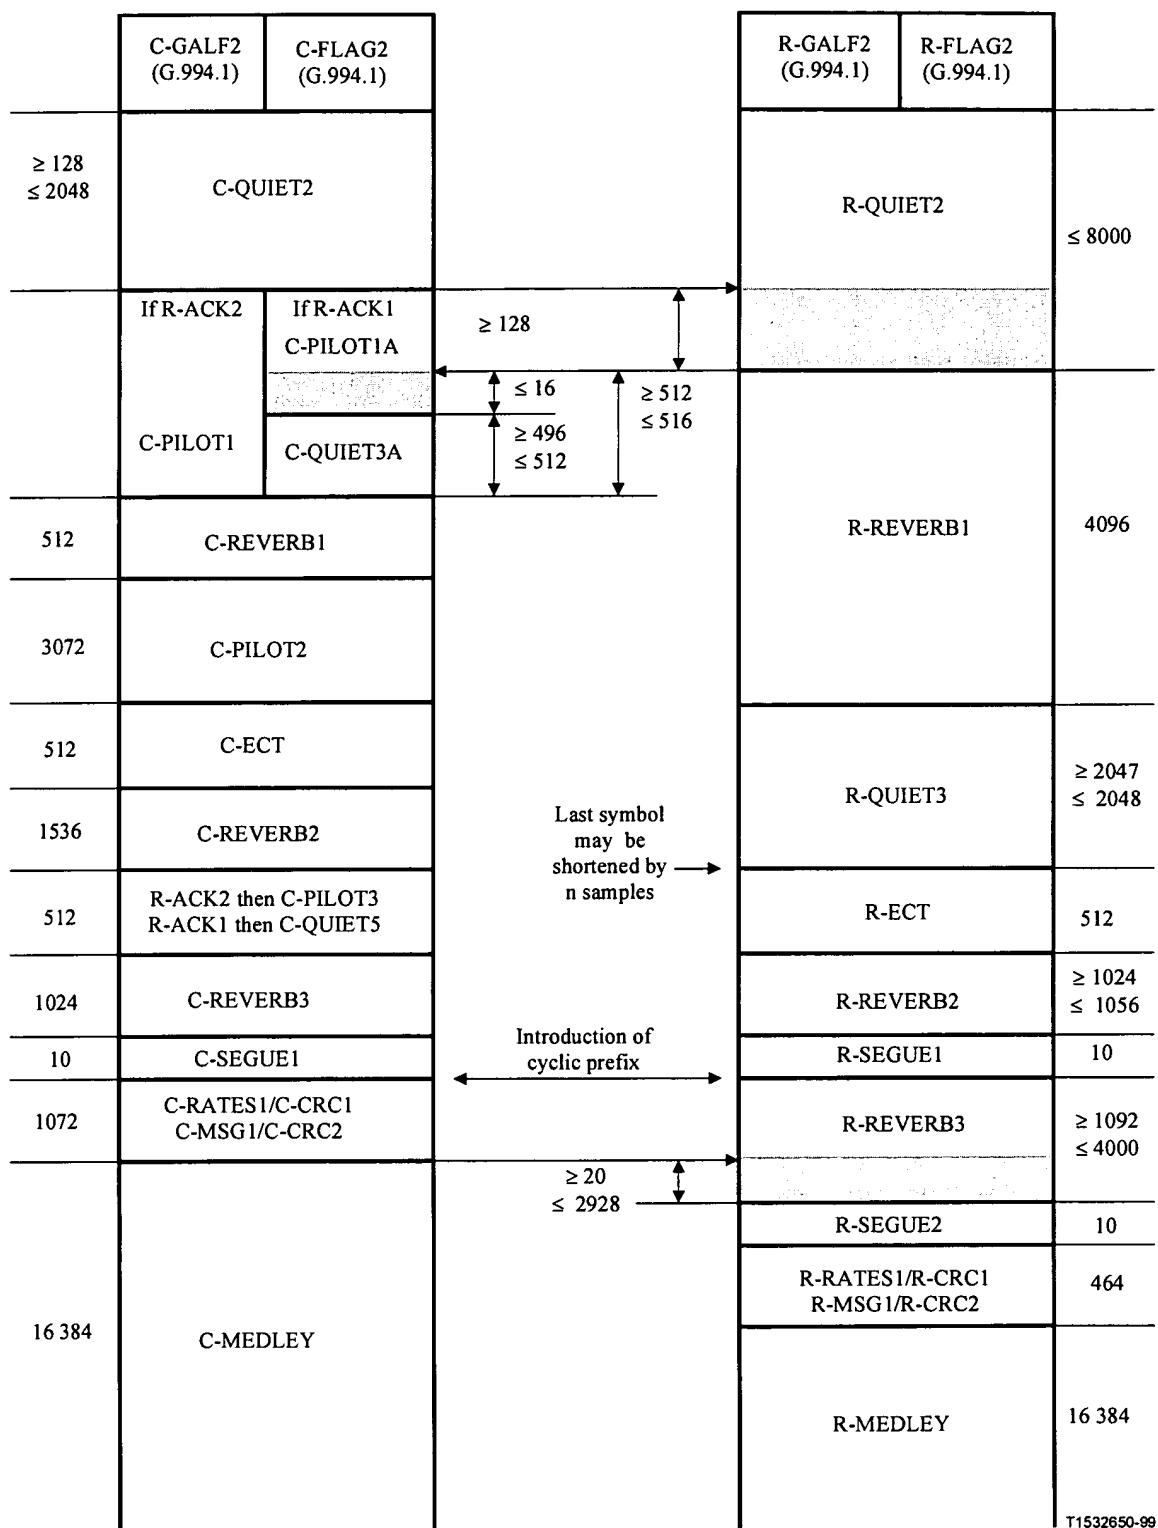 C-GALF2
(G.994.1)
C-FLAG2
(G.994.1)
R-GALF2
(G.994.1)
R-FLAG2
(G.994.1)
≥ 128
≤ 2048
C-QUIET2
R-QUIET2
≤ 8000
If R-ACK2
If R-ACK1
C-PILOT1A
≥ 128
≤ 16
≥ 512
≤ 516
C-PILOT1
C-QUIET3A
≥ 496
≤ 512
512
C-REVERB1
R-REVERB1
4096
3072
C-PILOT2
512
C-ECT
R-QUIET3
≥ 2047
≤ 2048
1536
C-REVERB2
Last symbol
may be
shortened by
n samples
512
R-ACK2 then C-PILOT3
R-ACK1 then C-QUIET5
R-ECT
512
1024
C-REVERB3
R-REVERB2
≥ 1024
≤ 1056
10
C-SEGUE1
Introduction of
cyclic prefix
R-SEGUE1
10
1072
C-RATES1/C-CRC1
C-MSG1/C-CRC2
R-REVERB3
≥ 1092
≤ 4000
≥ 20
≤ 2928
R-SEGUE2
10
R-RATES1/R-CRC1
R-MSG1/R-CRC2
464
16 384
C-MEDLEY
R-MEDLEY
16 384
T1532650-99